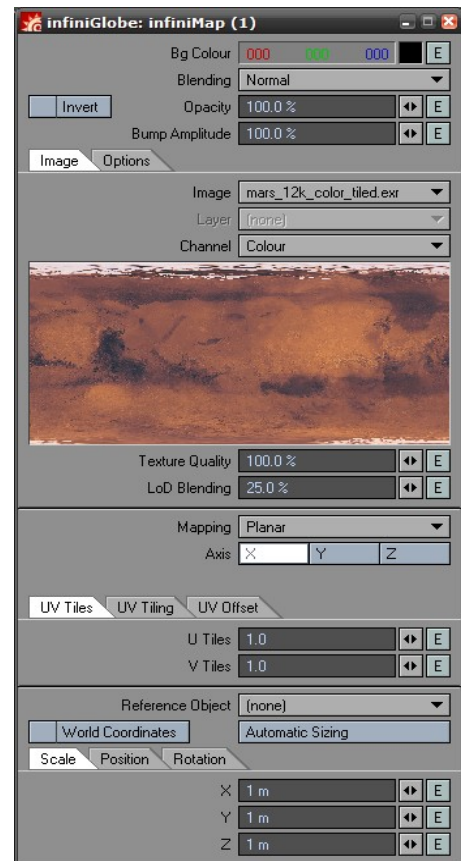 infiniGlobe: infiniMap (1)
Bg Colour 000 000 000 E
Blending Normal
Invert Opacity 100.0 % E
Bump Amplitude 100.0 % E
Image Options
Image mars_12k_color_tiled.exr
Layer (none)
Channel Colour
Texture Quality 100.0 % E
LoD Blending 25.0 % E
Mapping Planar
Axis X Y Z
UV Tiles UV Tiling UV Offset
U Tiles 1.0 E
V Tiles 1.0 E
Reference Object (none)
World Coordinates Automatic Sizing
Scale Position Rotation
X 1 m E
Y 1 m E
Z 1 m E